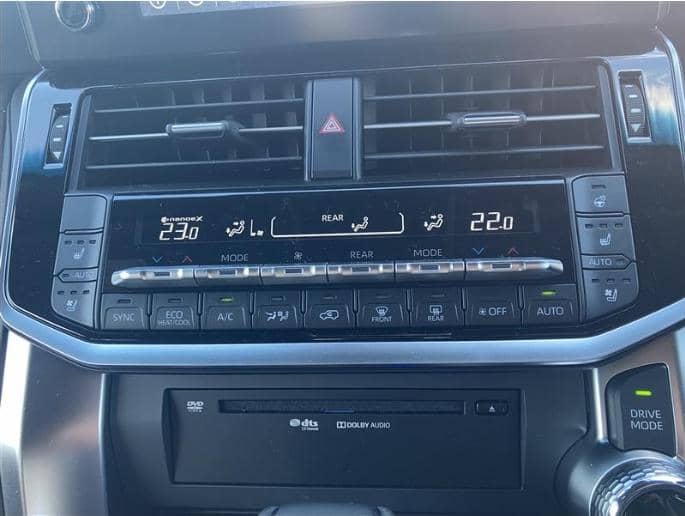 nanoeX
23.0 REAR 22.0
MODE REAR MODE
AUTO AUTO
SYNC ECO HEAT/COOL A/C FRONT REAR OFF AUTO
DVD
dts
DOLBY AUDIO
DRIVE
MODE